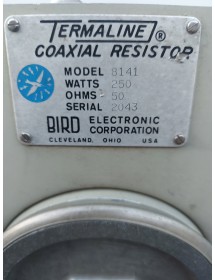 TERMALINE®
COAXIAL RESISTOR
MODEL 8141
WATTS 250
OHMS 50
SERIAL 2043
BIRD ELECTRONIC
CORPORATION
CLEVELAND, OHIO USA